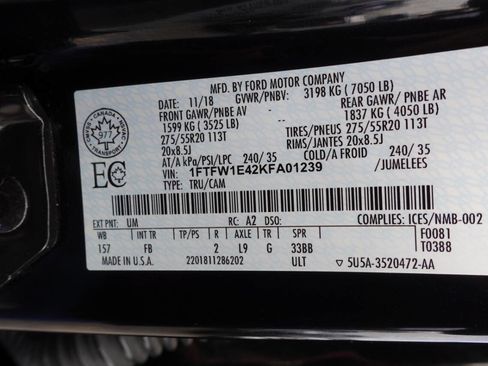 MFD. BY FORD MOTOR COMPANY
DATE: 11/18 GVWR/PNBV: 3198 KG ( 7050 LB)
FRONT GAWR/ PNBE AV REAR GAWR/ PNBE AR
1599 KG ( 3525 LB) 1837 KG ( 4050 LB)
275/55R20 113T TIRES/PNEUS 275/55R20 113T
20x8.5J RIMS/JANTES 20x8.5J
AT/A kPa/PSI/LPC 240/ 35 COLD/A FROID 240/ 35
VIN: 1FTFW1E42KFA01239 /JUMELEES
TYPE: TRU/CAM
CANADA
977
TRANSPORT
EC
EXT PNT: UM RC: A2 DSO: COMPLIES: ICES/NMB-002
WB INT TR TP/PS R AXLE TR SPR F0081
157 FB 2 L9 G 33BB T0388
MADE IN U.S.A. 2201811286202 ULT ▽ 5U5A-3520472-AA